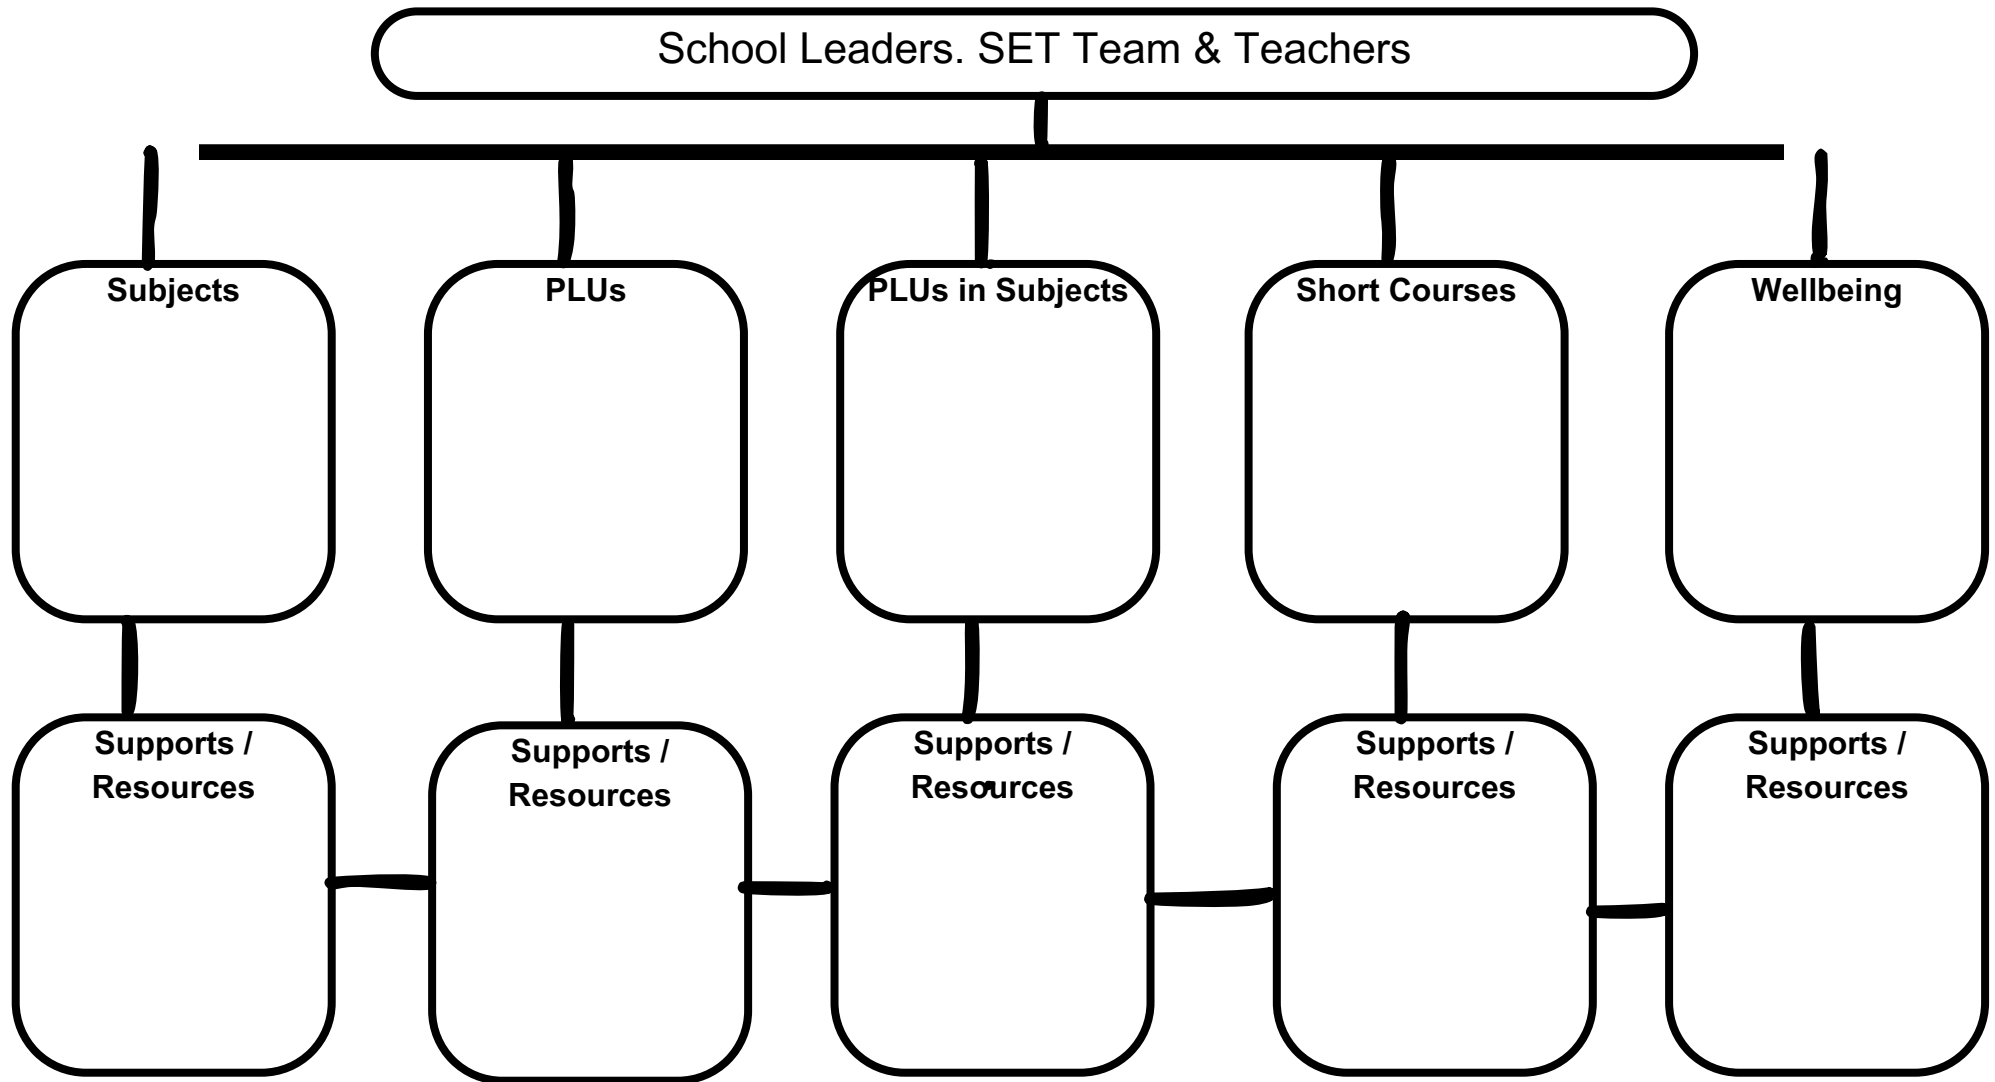 School Leaders. SET Team & Teachers
Subjects
PLUs
PLUs in Subjects
Short Courses
Wellbeing
Supports /
Resources
Supports /
Resources
Supports /
Resources
Supports /
Resources
Supports /
Resources